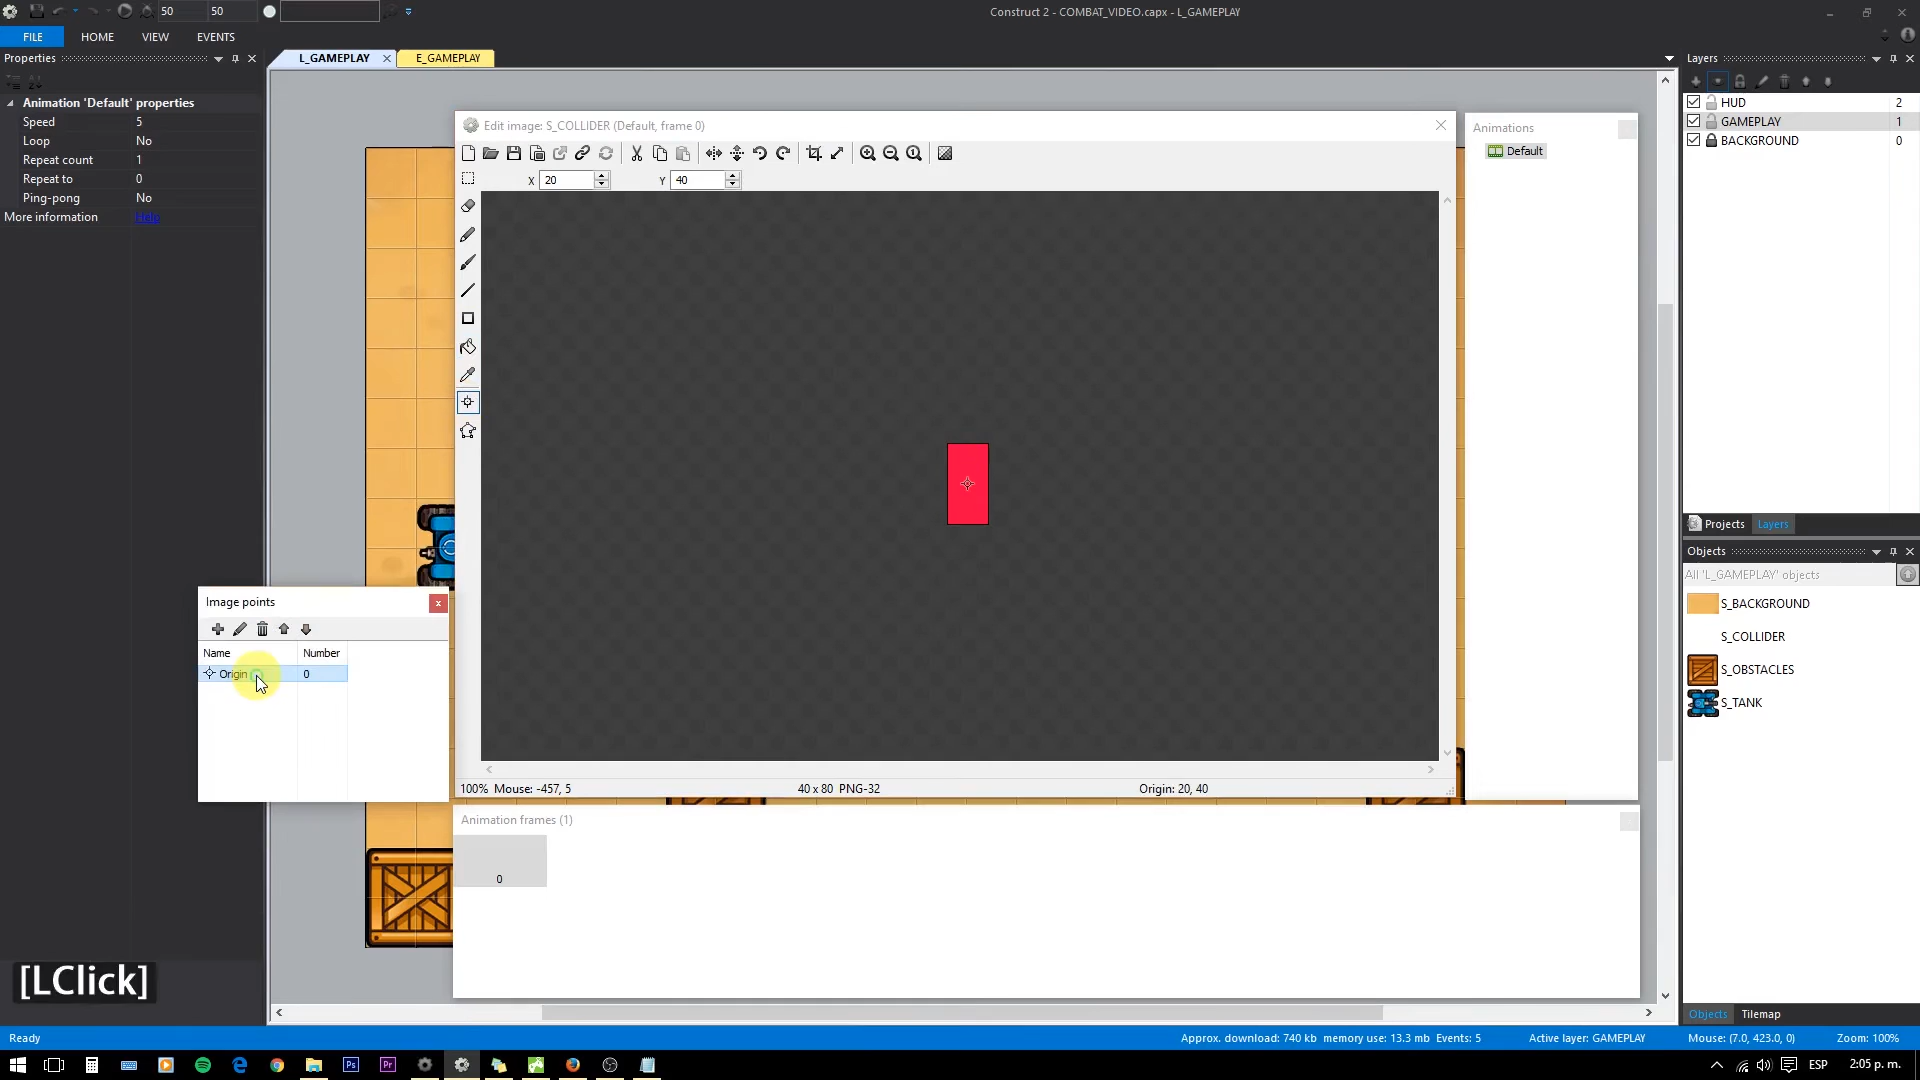 50
50
Construct 2 - COMBAT_VIDEO.capx - L_GAMEPLAY
FILE
HOME
VIEW
EVENTS
Properties
L_GAMEPLAY
E_GAMEPLAY
Layers
Animation 'Default' properties
Speed 5
Loop No
Repeat count 1
Repeat to 0
Ping-pong No
More information Help
Edit image: S_COLLIDER (Default, frame 0)
X 20
Y 40
Animations
Default
HUD 2
GAMEPLAY 1
BACKGROUND 0
Projects
Layers
Objects
All 'L_GAMEPLAY' objects
S_BACKGROUND
S_COLLIDER
S_OBSTACLES
S_TANK
Image points
Name Number
Origin 0
100% Mouse: -457, 5
40 x 80 PNG-32
Origin: 20, 40
Animation frames (1)
0
[LClick]
Objects
Tilemap
Ready
Approx. download: 740 kb memory use: 13.3 mb Events: 5
Active layer: GAMEPLAY
Mouse: (7.0, 423.0, 0)
Zoom: 100%
Ps
Pr
ESP
2:05 p. m.